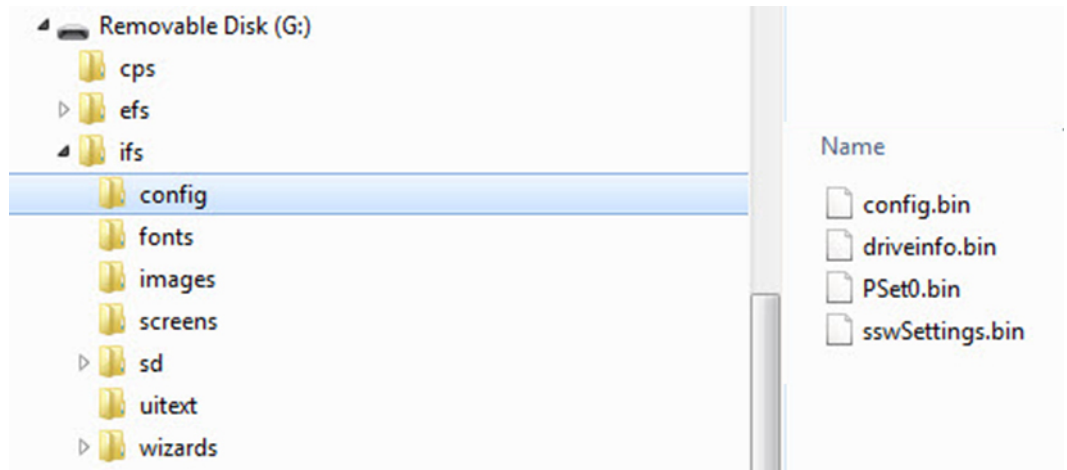 Removable Disk (G:)
cps
efs
ifs
config
fonts
images
screens
sd
uitext
wizards
Name
config.bin
driveinfo.bin
PSet0.bin
sswSettings.bin